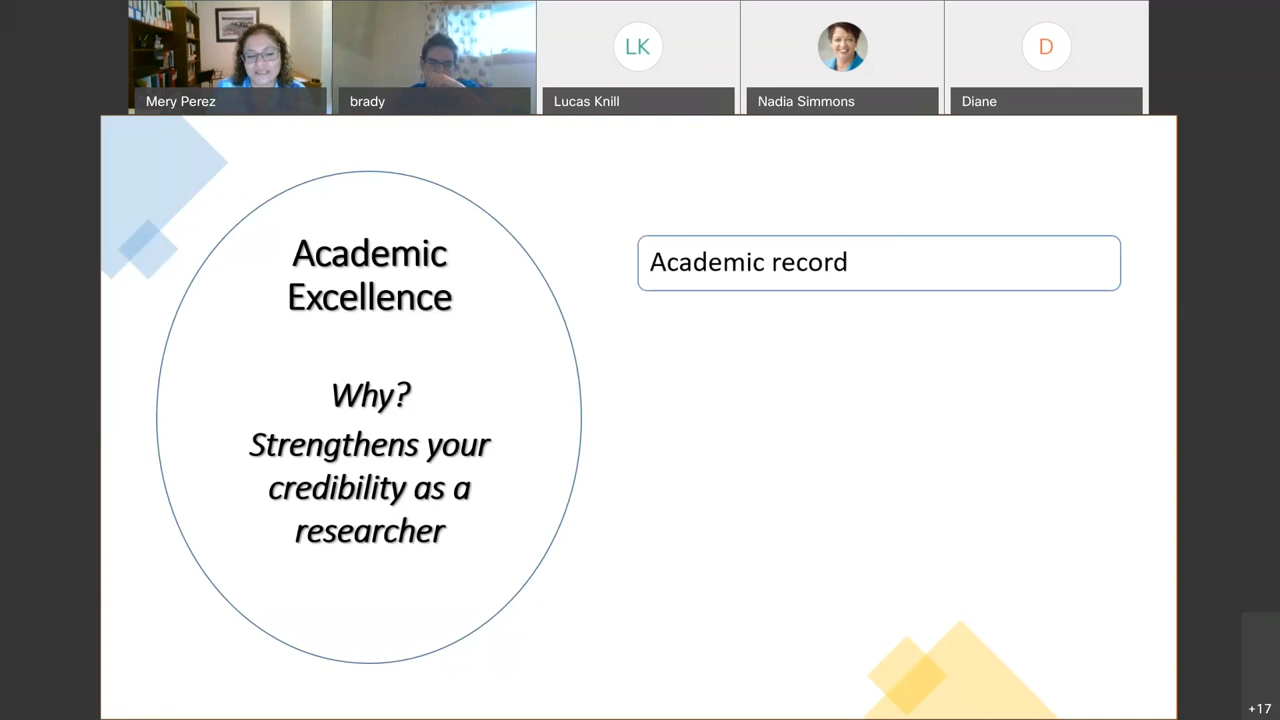 LK
D
Mery Perez
brady
Lucas Knill
Nadia Simmons
Diane
Academic
Excellence
Why?
Strengthens your
credibility as a
researcher
Academic record
+17